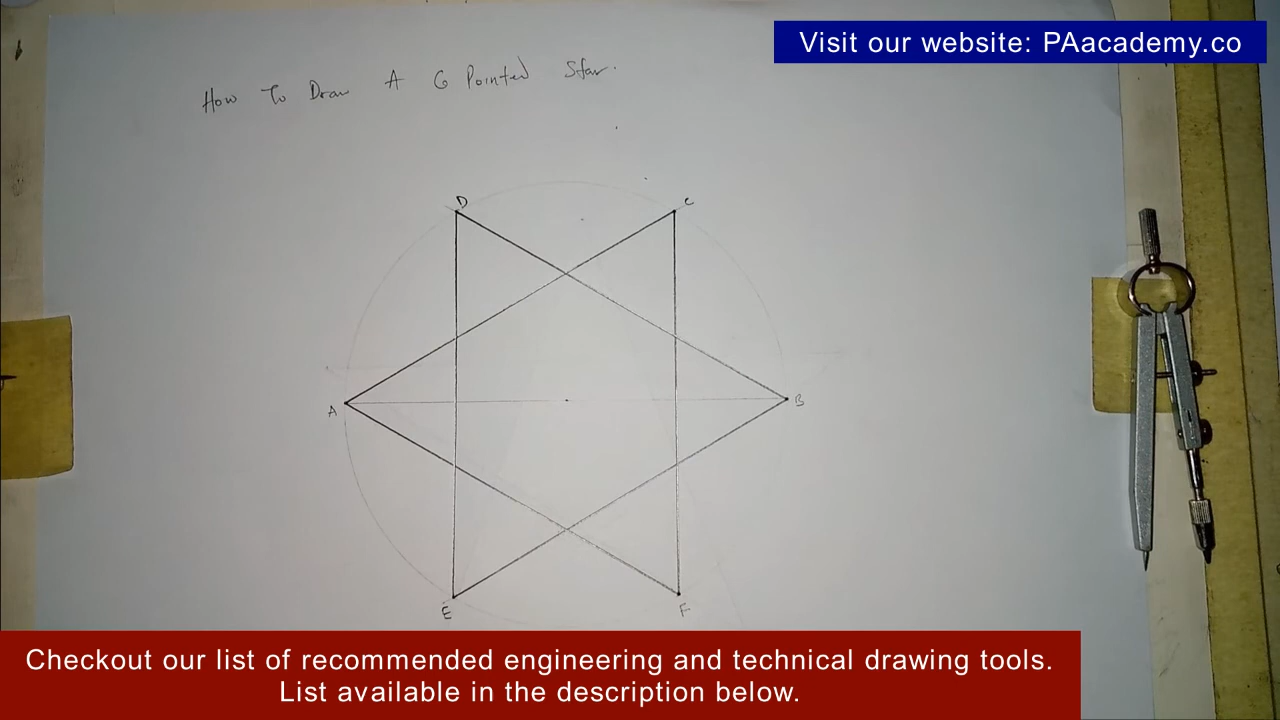 Visit our website: PAacademy.co
How To Draw A 6 Pointed Star.
D
C
A
B
E
F
Checkout our list of recommended engineering and technical drawing tools.
List available in the description below.